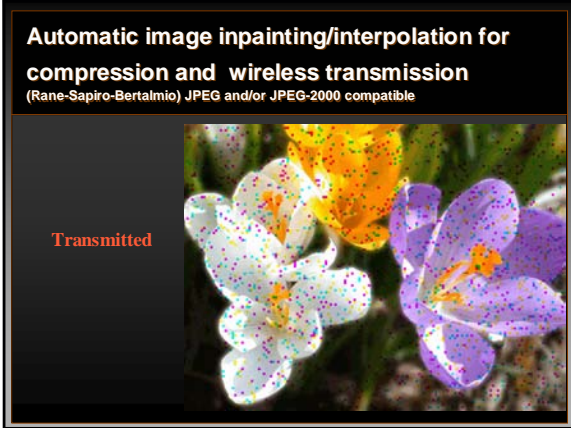 Automatic image inpainting/interpolation for
compression and wireless transmission
(Rane-Sapiro-Bertalmio) JPEG and/or JPEG-2000 compatible
Transmitted